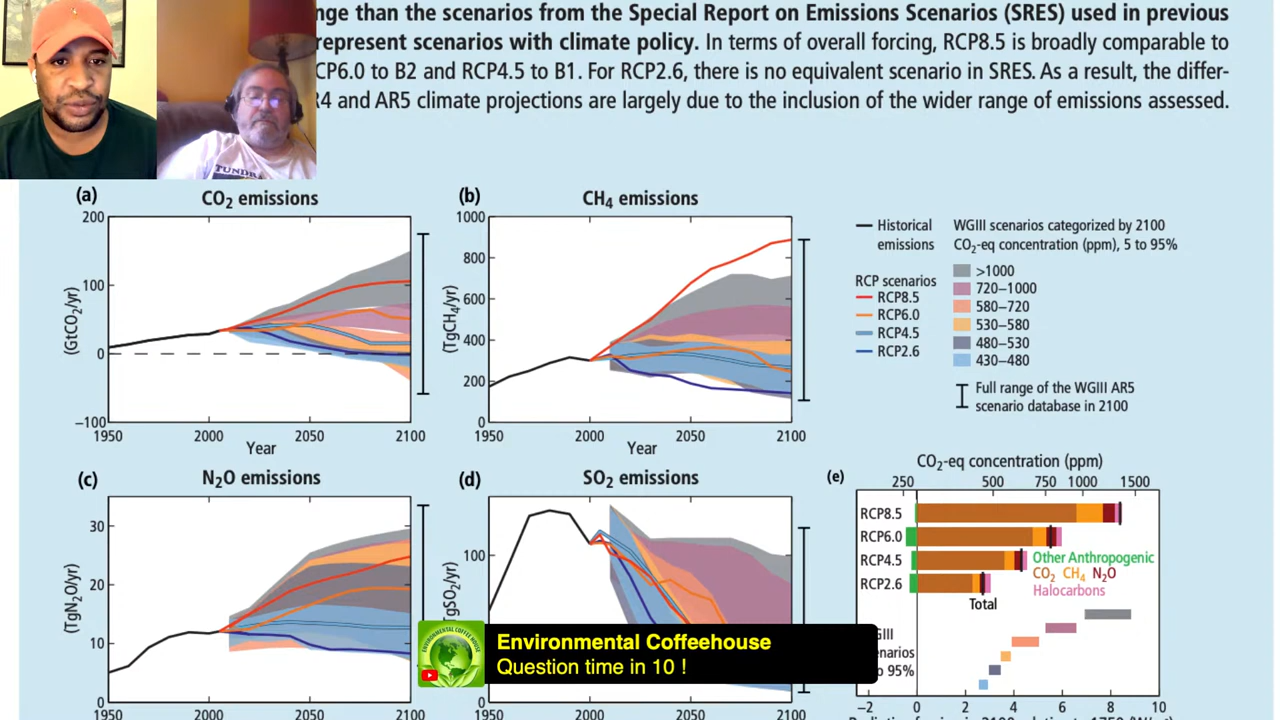 nge than the scenarios from the Special Report on Emissions Scenarios (SRES) used in previous
represent scenarios with climate policy. In terms of overall forcing, RCP8.5 is broadly comparable to
CP6.0 to B2 and RCP4.5 to B1. For RCP2.6, there is no equivalent scenario in SRES. As a result, the differ-
R4 and AR5 climate projections are largely due to the inclusion of the wider range of emissions assessed.
TUNDRA
(a) CO2 emissions
200
100
0
−100
(GtCO2/yr)
1950 2000 2050 2100
Year
(b) CH4 emissions
1000
800
600
400
200
0
(TgCH4/yr)
1950 2000 2050 2100
Year
Historical
emissions
RCP scenarios
RCP8.5
RCP6.0
RCP4.5
RCP2.6
WGIII scenarios categorized by 2100
CO2-eq concentration (ppm), 5 to 95%
>1000
720–1000
580–720
530–580
480–530
430–480
Full range of the WGIII AR5
scenario database in 2100
(c) N2O emissions
30
20
10
0
(TgN2O/yr)
1950 2000 2050 2100
(d) SO2 emissions
100
0
TgSO2/yr)
1950 2000 2050 2100
ENVIRONMENTAL COFFEE HOUSE
Environmental Coffeehouse
Question time in 10 !
(e) CO2-eq concentration (ppm)
250 500 750 1000 1500
RCP8.5
RCP6.0
RCP4.5
RCP2.6
Other Anthropogenic
CO2 CH4 N2O
Halocarbons
Total
GIII
enarios
o 95%
−2 0 2 4 6 8 10